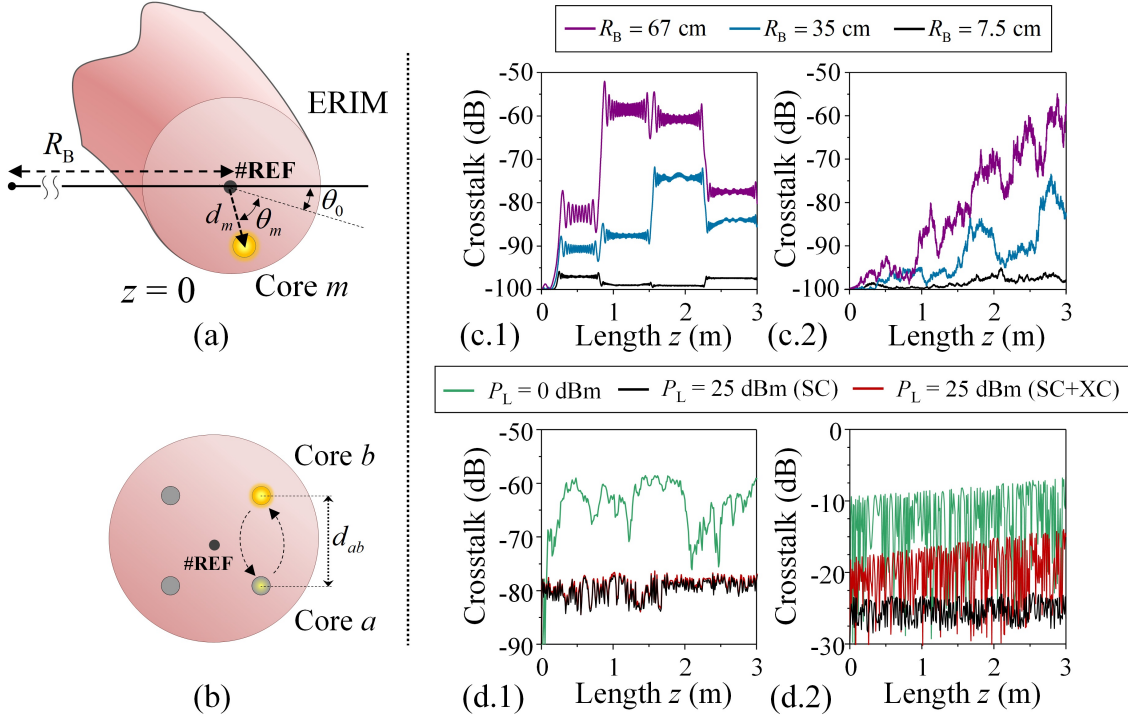 ERIM
R_B
#REF
θ_0
d_m
θ_m
z = 0
Core m
(a)
Core b
d_ab
#REF
Core a
(b)
R_B = 67 cm R_B = 35 cm R_B = 7.5 cm
Crosstalk (dB)
-50
-60
-70
-80
-90
-100
0 1 2 3
Length z (m)
(c.1)
Crosstalk (dB)
-50
-60
-70
-80
-90
-100
0 1 2 3
Length z (m)
(c.2)
P_L = 0 dBm P_L = 25 dBm (SC) P_L = 25 dBm (SC+XC)
Crosstalk (dB)
-50
-60
-70
-80
-90
0 1 2 3
Length z (m)
(d.1)
Crosstalk (dB)
0
-10
-20
-30
0 1 2 3
Length z (m)
(d.2)